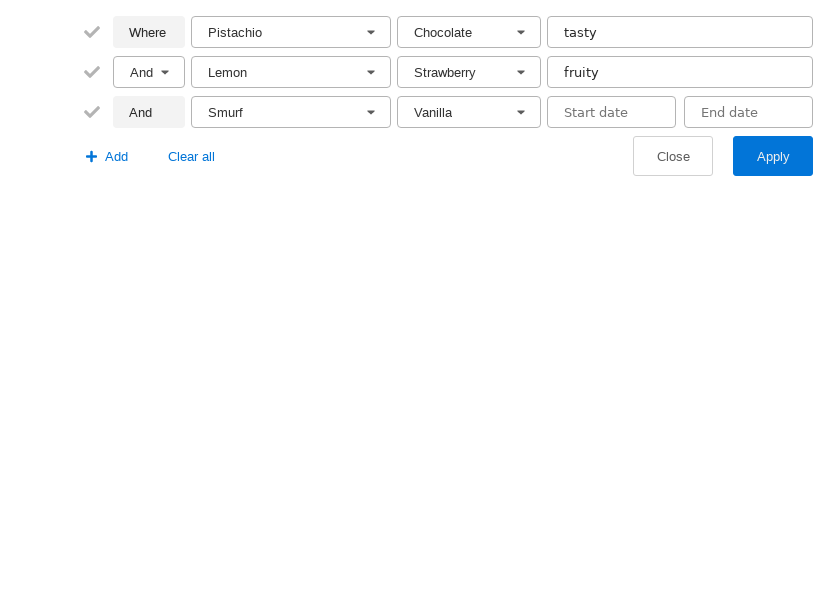 Where Pistachio Chocolate tasty
And Lemon Strawberry fruity
And Smurf Vanilla Start date End date
Add Clear all Close Apply